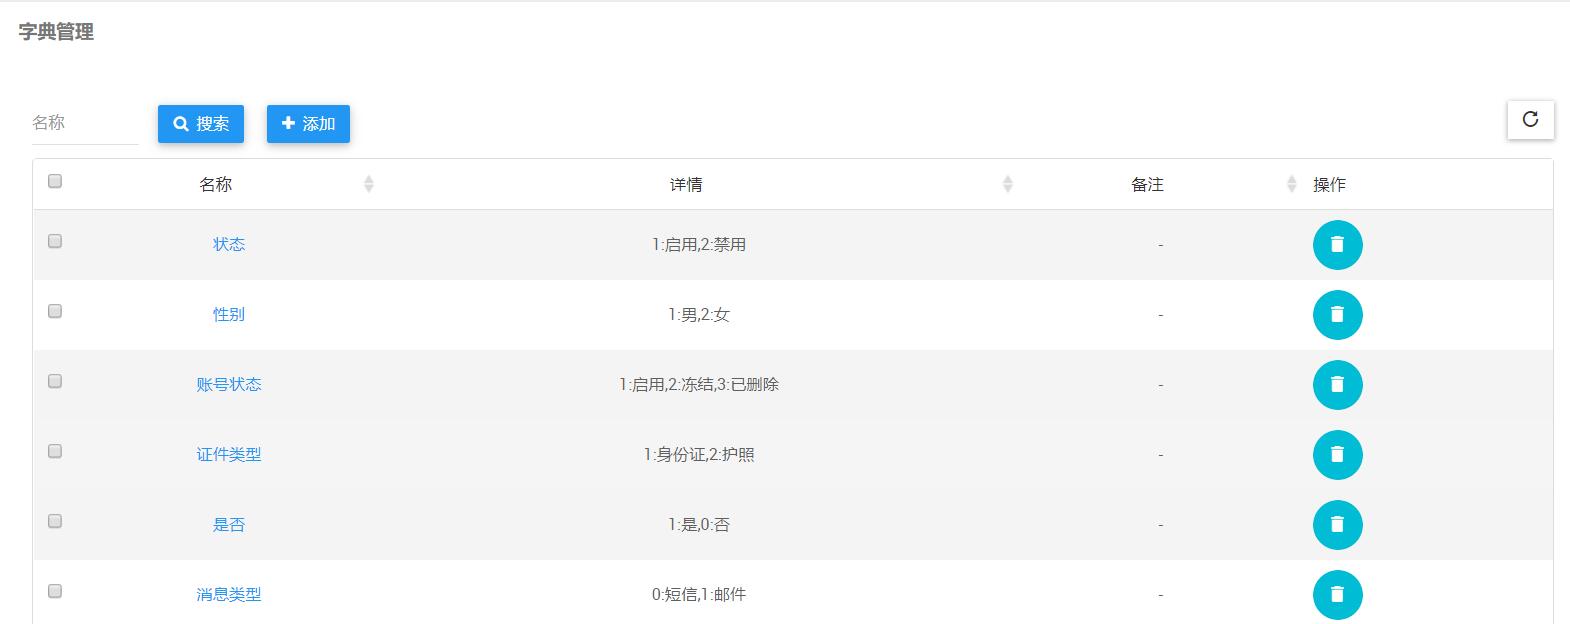 字典管理
名称 搜索 添加
名称 详情 备注 操作
状态 1:启用,2:禁用 -
性别 1:男,2:女 -
账号状态 1:启用,2:冻结,3:已删除 -
证件类型 1:身份证,2:护照 -
是否 1:是,0:否 -
消息类型 0:短信,1:邮件 -